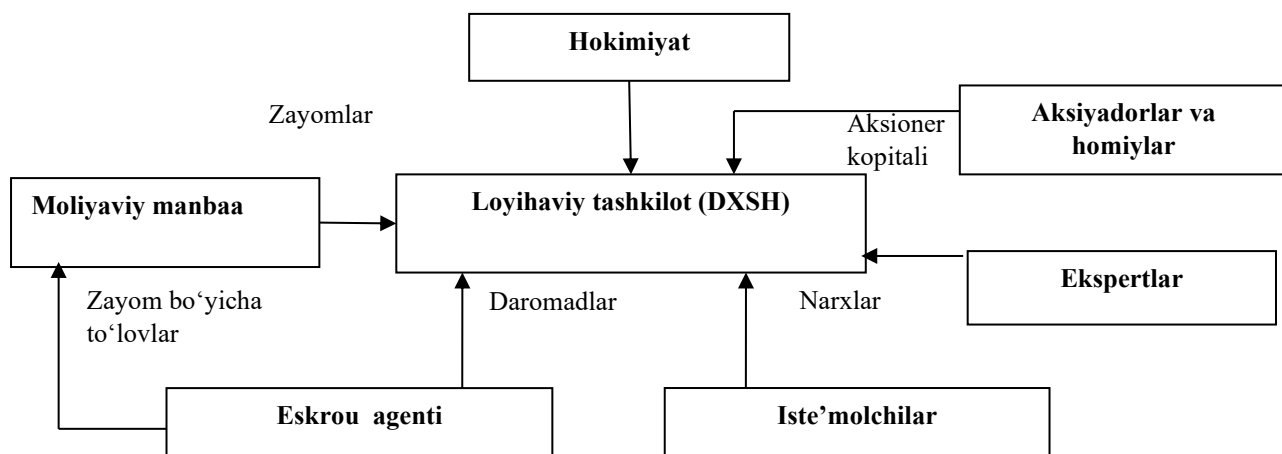 Hokimiyat
Zayomlar
Aksioner
kopitali
Aksiyadorlar va
homiylar
Moliyaviy manbaa
Loyihaviy tashkilot (DXSH)
Zayom bo‘yicha
to‘lovlar
Daromadlar
Narxlar
Ekspertlar
Eskrou agenti
Iste’molchilar